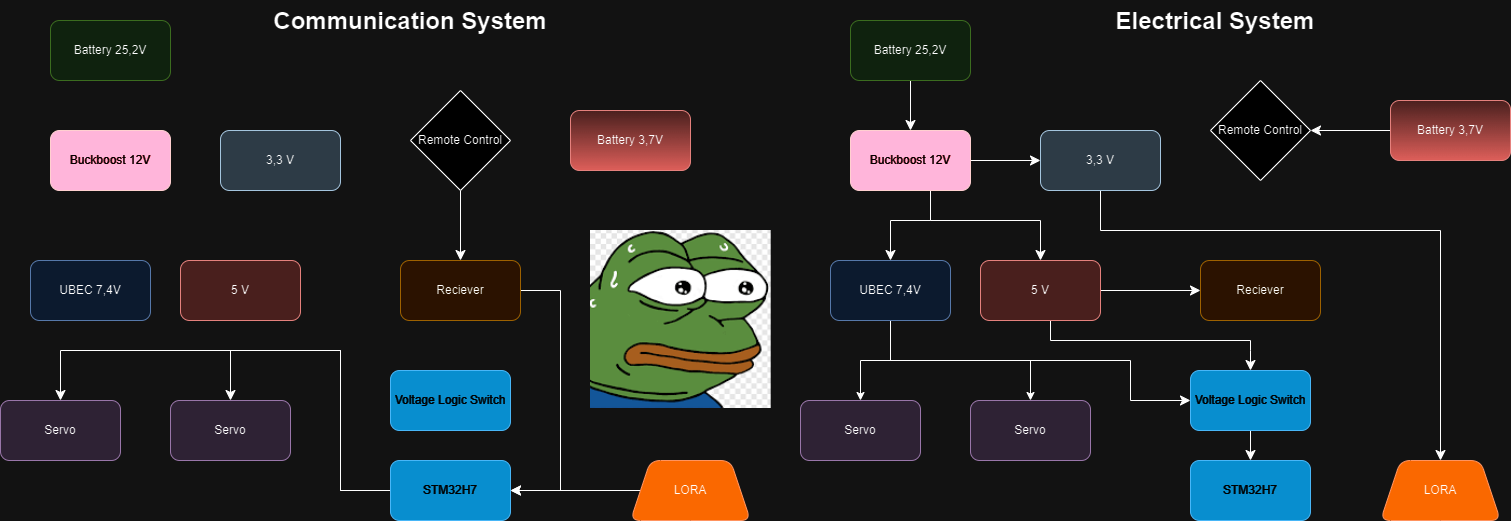 Communication System
Battery 25,2V
Remote Control
Battery 3,7V
Buckboost 12V
3,3 V
UBEC 7,4V
5 V
Reciever
Voltage Logic Switch
Servo
Servo
STM32H7
LORA
Electrical System
Battery 25,2V
Remote Control
Battery 3,7V
Buckboost 12V
3,3 V
UBEC 7,4V
5 V
Reciever
Voltage Logic Switch
Servo
Servo
STM32H7
LORA